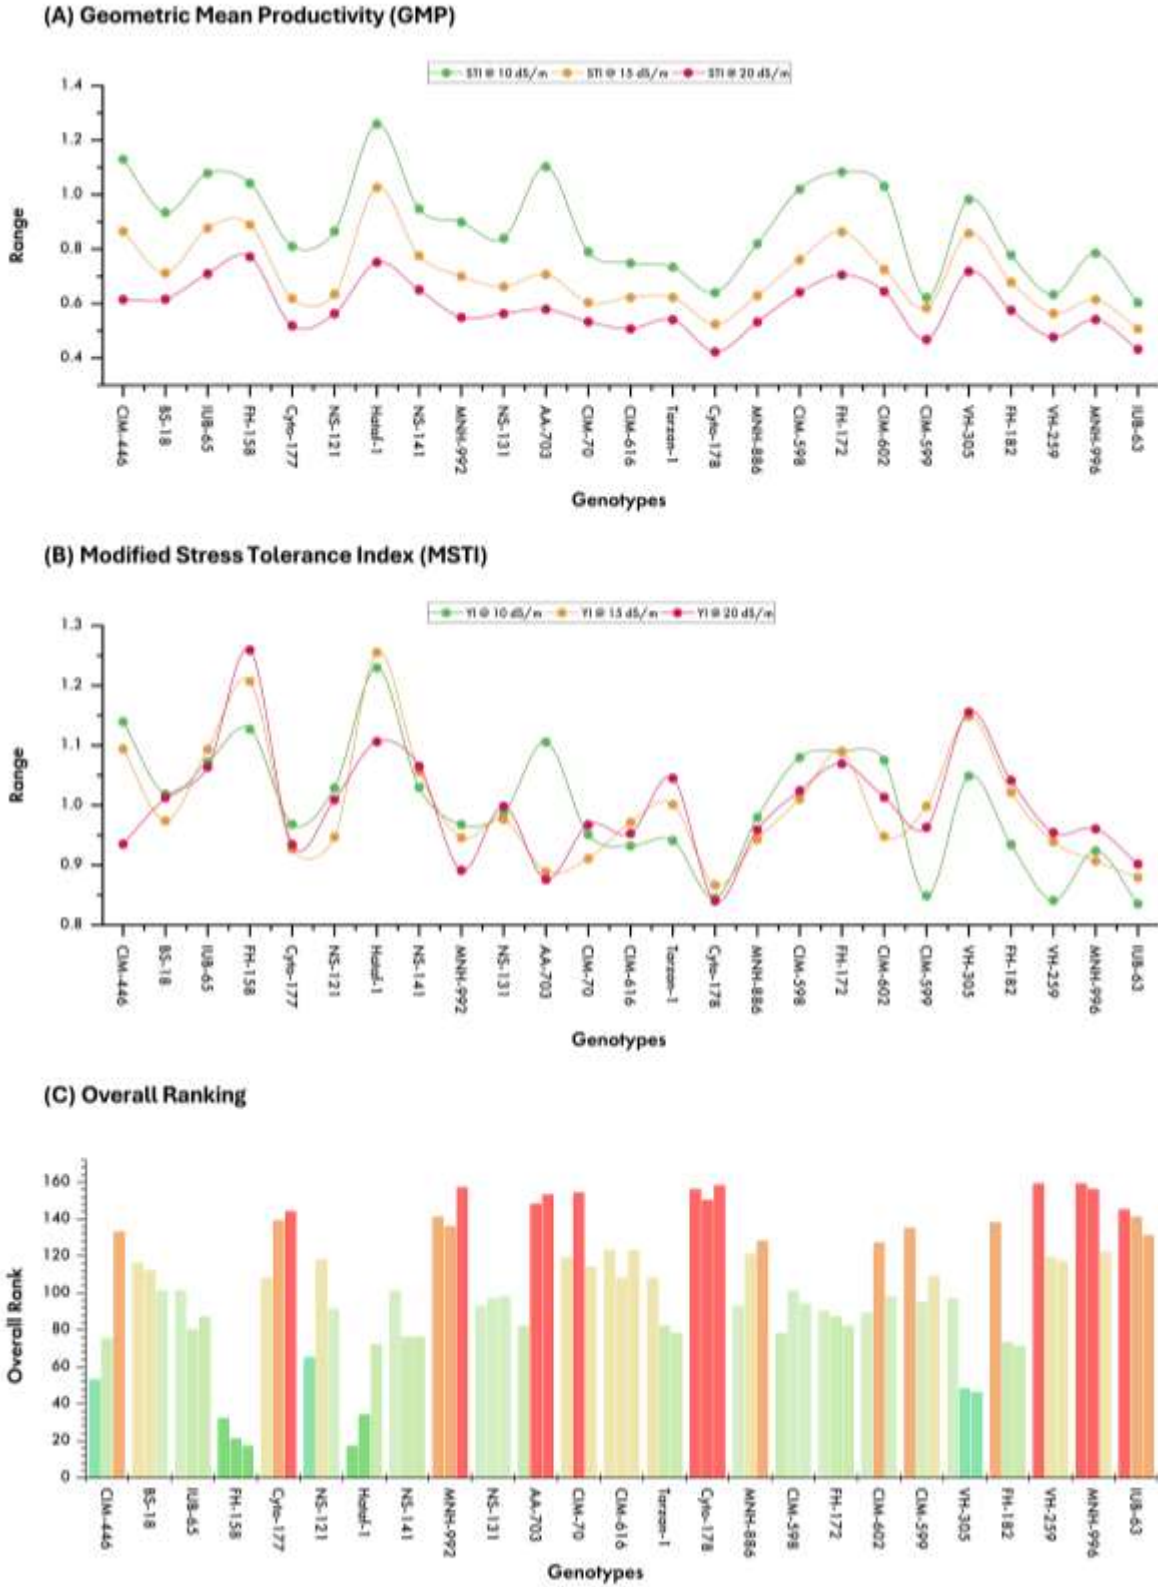 (A) Geometric Mean Productivity (GMP)
STI @ 10 dS/m STI @ 15 dS/m STI @ 20 dS/m
1.4
1.2
1.0
0.8
0.6
0.4
Range
CIM-446 BS-18 IUB-65 FH-158 Cyto-177 NS-121 Hataf-1 NS-141 MNH-992 NS-131 AA-703 CIM-70 CIM-616 Tarzan-1 Cyto-178 MNH-886 CIM-598 FH-172 CIM-602 CIM-599 VH-305 FH-182 VH-259 MNH-996 IUB-63
Genotypes
(B) Modified Stress Tolerance Index (MSTI)
YI @ 10 dS/m YI @ 15 dS/m YI @ 20 dS/m
1.3
1.2
1.1
1.0
0.9
0.8
Range
CIM-446 BS-18 IUB-65 FH-158 Cyto-177 NS-121 Hataf-1 NS-141 MNH-992 NS-131 AA-703 CIM-70 CIM-616 Tarzan-1 Cyto-178 MNH-886 CIM-598 FH-172 CIM-602 CIM-599 VH-305 FH-182 VH-259 MNH-996 IUB-63
Genotypes
(C) Overall Ranking
160
140
120
100
80
60
40
20
0
Overall Rank
CIM-446 BS-18 IUB-65 FH-158 Cyto-177 NS-121 Hataf-1 NS-141 MNH-992 NS-131 AA-703 CIM-70 CIM-616 Tarzan-1 Cyto-178 MNH-886 CIM-598 FH-172 CIM-602 CIM-599 VH-305 FH-182 VH-259 MNH-996 IUB-63
Genotypes